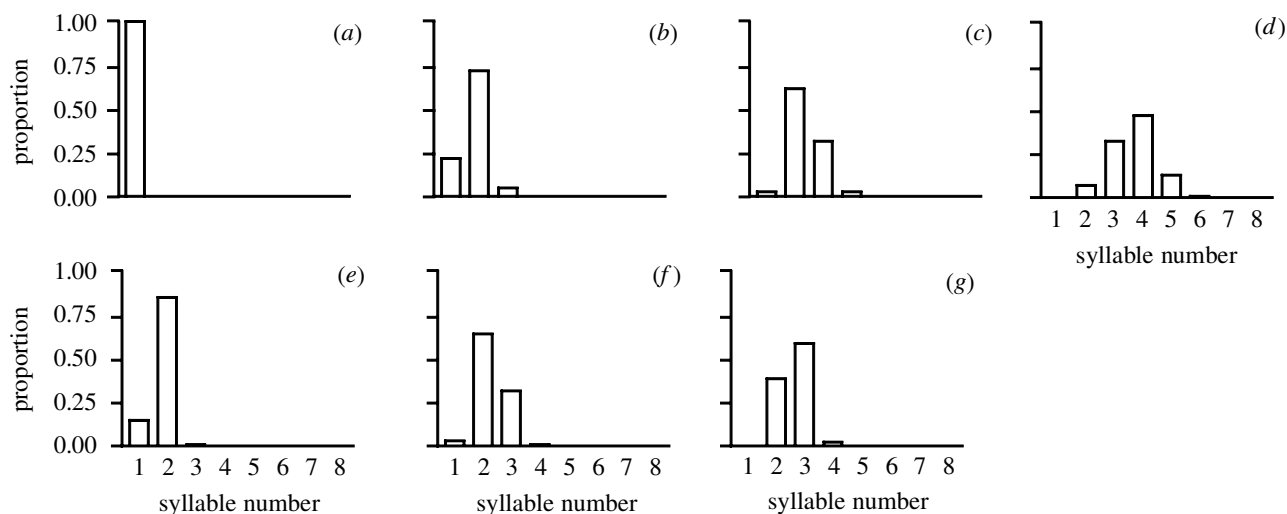 1.00 (a) (b) (c) (d)
0.75
proportion
0.50
0.25
0.00
1 2 3 4 5 6 7 8
syllable number
1.00 (e) (f) (g)
0.75
proportion
0.50
0.25
0.00
1 2 3 4 5 6 7 8 1 2 3 4 5 6 7 8 1 2 3 4 5 6 7 8
syllable number syllable number syllable number